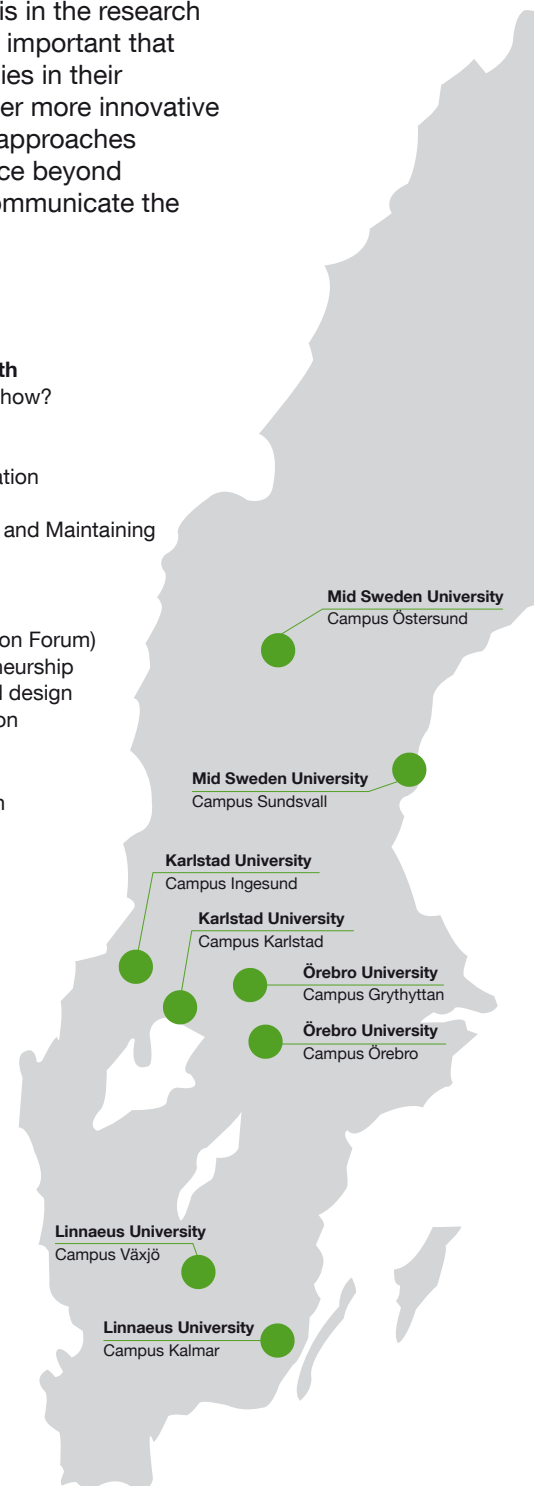 is in the research
important that
ies in their
er more innovative
approaches
ce beyond
ommunicate the
th
how?
ation
and Maintaining
on Forum)
neurship
l design
on
n
Mid Sweden University
Campus Östersund
Mid Sweden University
Campus Sundsvall
Karlstad University
Campus Ingesund
Karlstad University
Campus Karlstad
Örebro University
Campus Grythyttan
Örebro University
Campus Örebro
Linnaeus University
Campus Växjö
Linnaeus University
Campus Kalmar